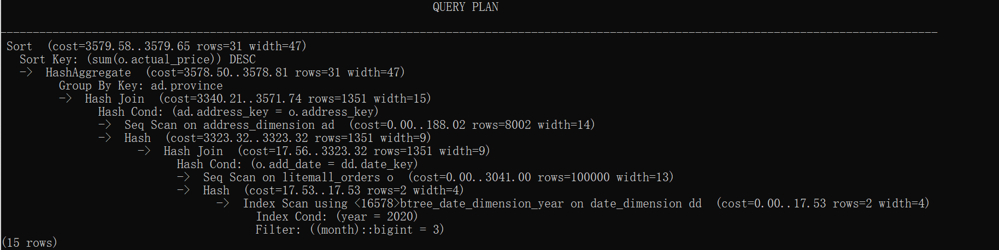 QUERY PLAN
-----------------------------------------------------------------------------------------------------------------------------------------------
Sort  (cost=3579.58..3579.65 rows=31 width=47)
  Sort Key: (sum(o.actual_price)) DESC
  ->  HashAggregate  (cost=3578.50..3578.81 rows=31 width=47)
        Group By Key: ad.province
        ->  Hash Join  (cost=3340.21..3571.74 rows=1351 width=15)
              Hash Cond: (ad.address_key = o.address_key)
              ->  Seq Scan on address_dimension ad  (cost=0.00..188.02 rows=8002 width=14)
              ->  Hash  (cost=3323.32..3323.32 rows=1351 width=9)
                    ->  Hash Join  (cost=17.56..3323.32 rows=1351 width=9)
                          Hash Cond: (o.add_date = dd.date_key)
                          ->  Seq Scan on litemall_orders o  (cost=0.00..3041.00 rows=100000 width=13)
                          ->  Hash  (cost=17.53..17.53 rows=2 width=4)
                                ->  Index Scan using <16578>btree_date_dimension_year on date_dimension dd  (cost=0.00..17.53 rows=2 width=4)
                                      Index Cond: (year = 2020)
                                      Filter: ((month)::bigint = 3)
(15 rows)